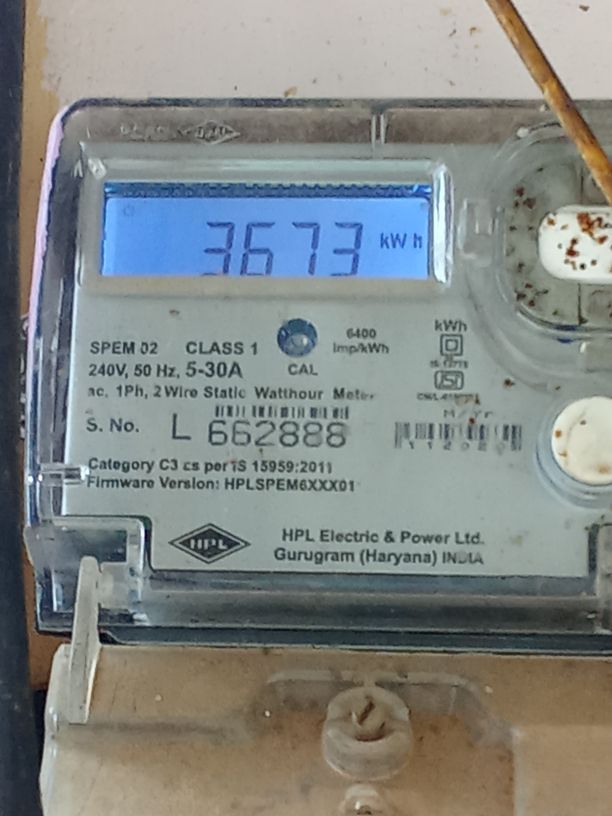 3673 kWh
SPEM 02 CLASS 1
6400
imp/kWh
kWh
240V, 50 Hz, 5-30A
CAL
ac, 1Ph, 2 Wire Static Watthour Meter
S. No. L 662888
M/Yr
Category C3 as per IS 15959:2011
Firmware Version: HPLSPEM6XXX01
HPL
HPL Electric & Power Ltd.
Gurugram (Haryana) INDIA